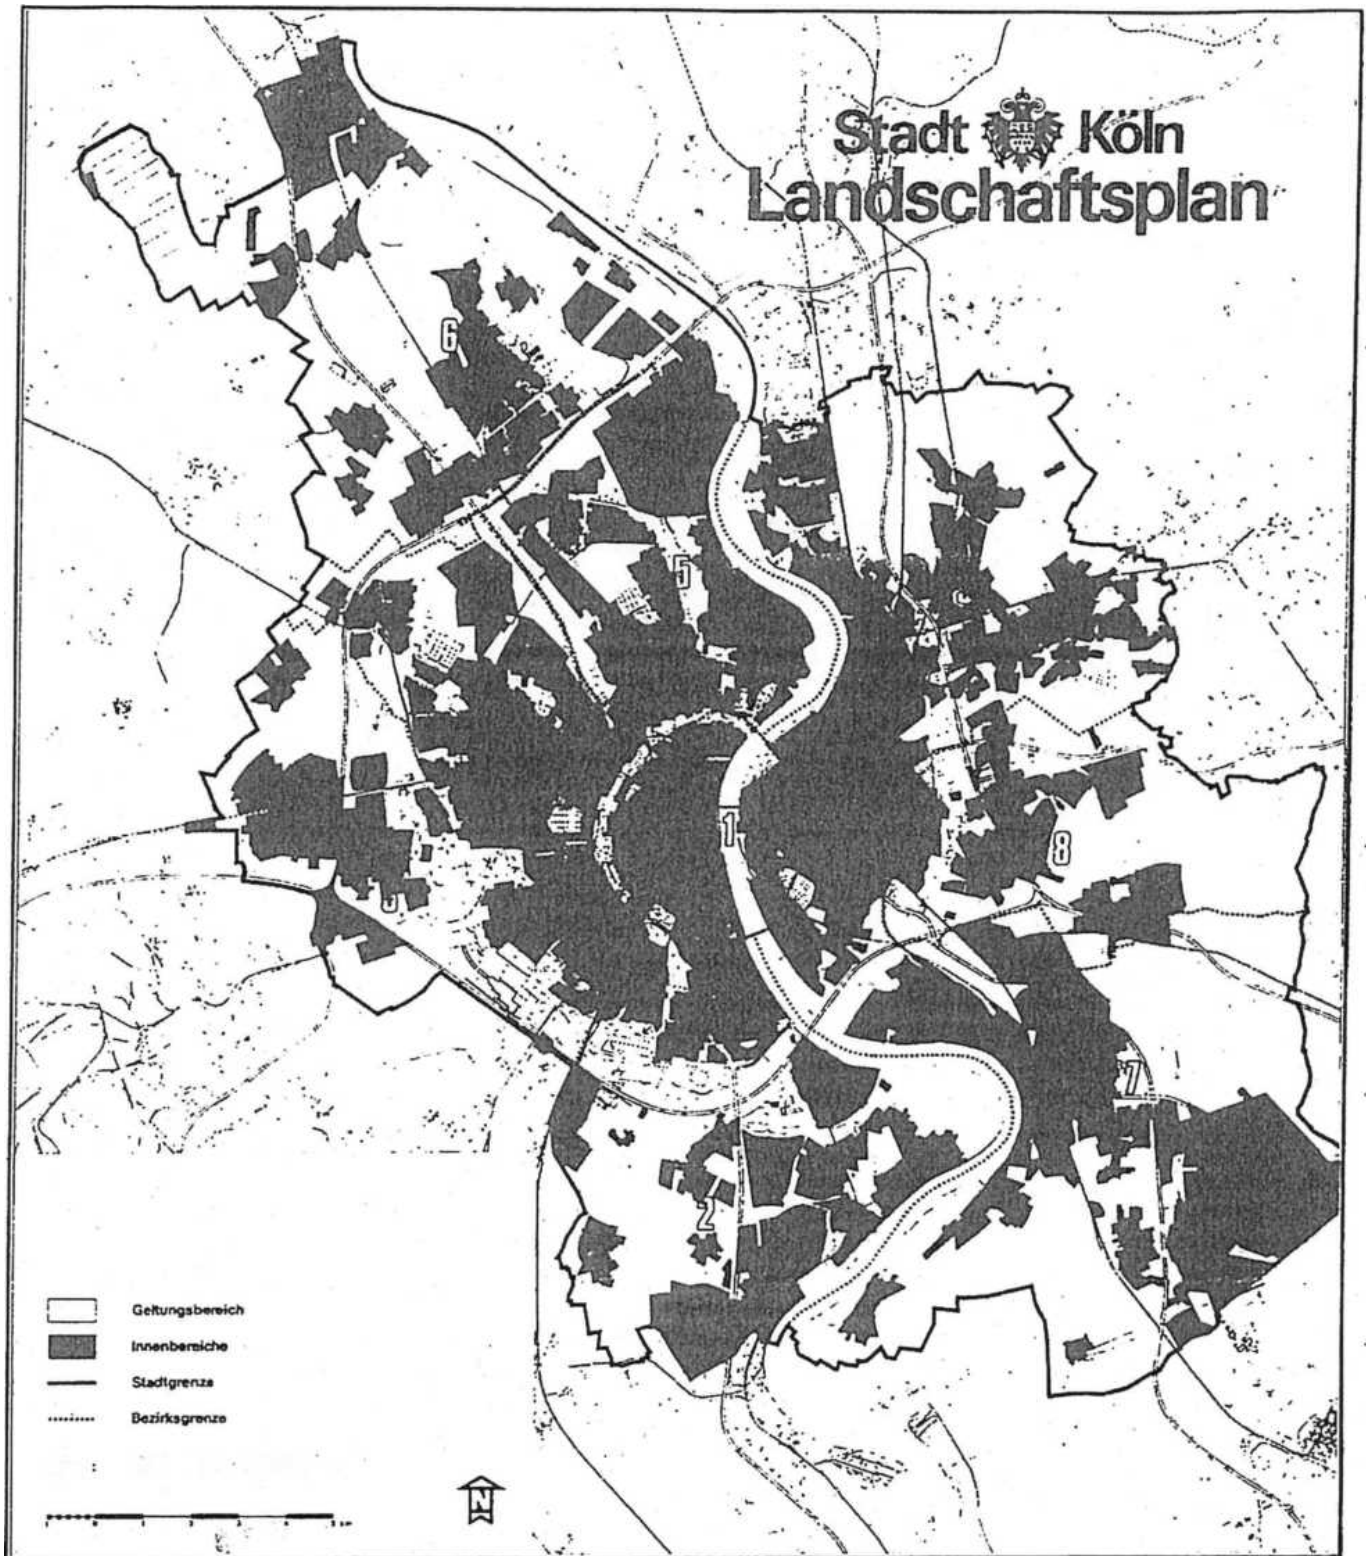 Stadt Köln
Landschaftsplan
6
5
1
8
7
2
Geltungsbereich
Innenbereiche
Stadtgrenze
Bezirksgrenze
N